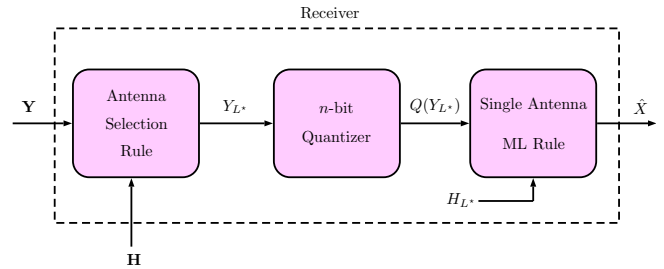 Receiver
Y
Antenna
Selection
Rule
Y_{L⋆}
n-bit
Quantizer
Q(Y_{L⋆})
Single Antenna
ML Rule
X̂
H_{L⋆}
H